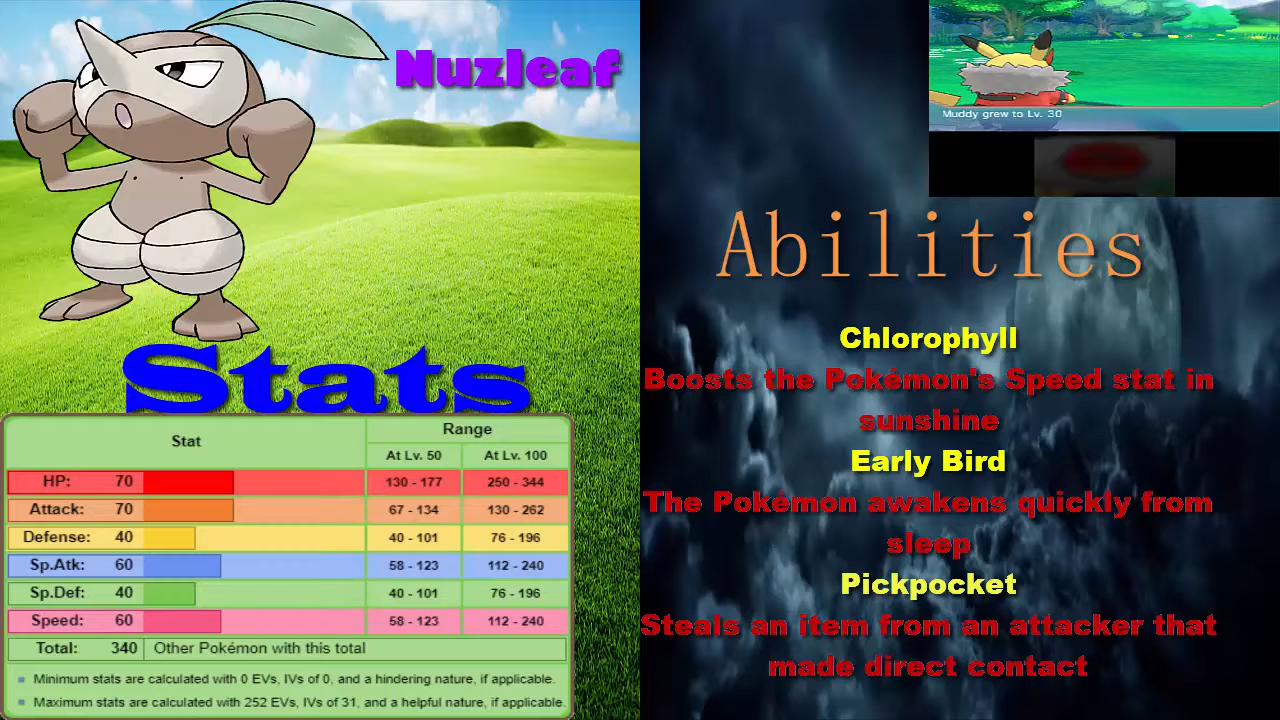 Nuzleaf
Stats
Stat
Range
At Lv. 50
At Lv. 100
HP: 70 130 - 177 250 - 344
Attack: 70 67 - 134 130 - 262
Defense: 40 40 - 101 76 - 196
Sp.Atk: 60 58 - 123 112 - 240
Sp.Def: 40 40 - 101 76 - 196
Speed: 60 58 - 123 112 - 240
Total: 340 Other Pokémon with this total
Minimum stats are calculated with 0 EVs, IVs of 0, and a hindering nature, if applicable.
Maximum stats are calculated with 252 EVs, IVs of 31, and a helpful nature, if applicable.
Muddy grew to Lv. 30
Abilities
Chlorophyll
Boosts the Pokémon's Speed stat in
sunshine
Early Bird
The Pokémon awakens quickly from
sleep
Pickpocket
Steals an item from an attacker that
made direct contact